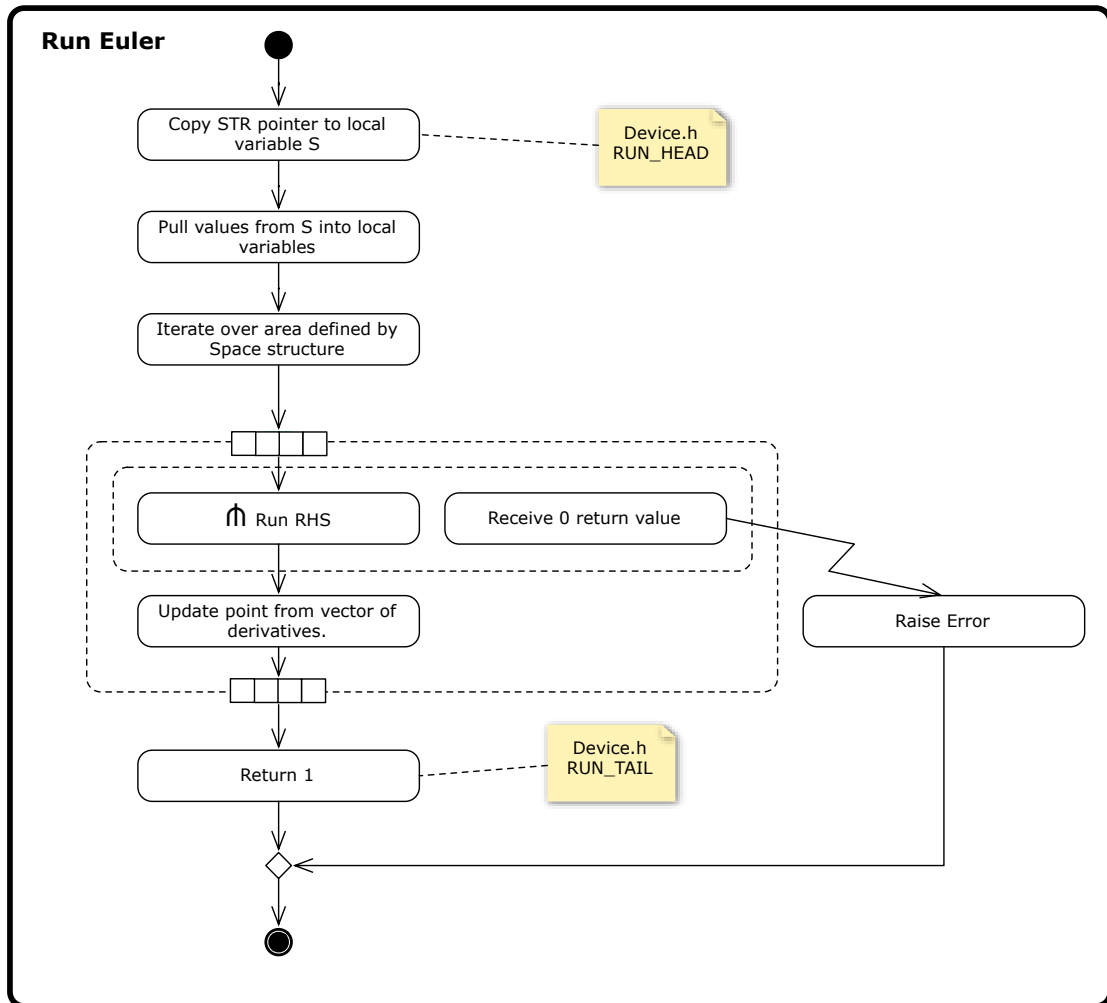 Run Euler
Copy STR pointer to local
variable S
Device.h
RUN_HEAD
Pull values from S into local
variables
Iterate over area defined by
Space structure
Run RHS
Receive 0 return value
Update point from vector of
derivatives.
Raise Error
Device.h
RUN_TAIL
Return 1